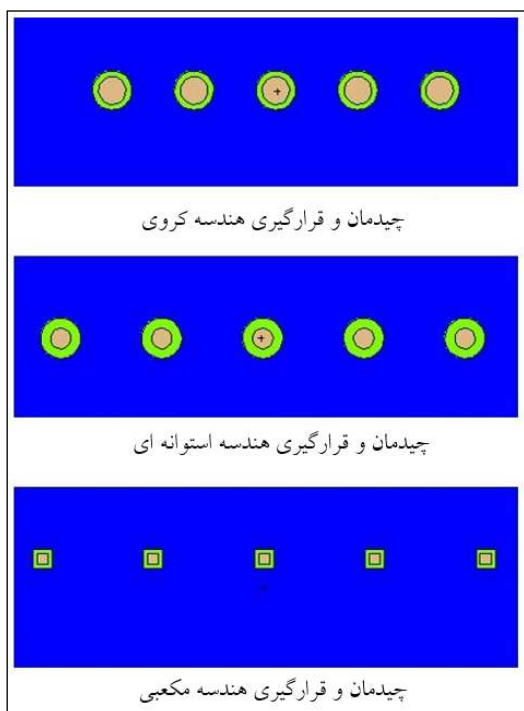 چیدمان و قرارگیری هندسه کروی
چیدمان و قرارگیری هندسه استوانه ای
چیدمان و قرارگیری هندسه مکعبی